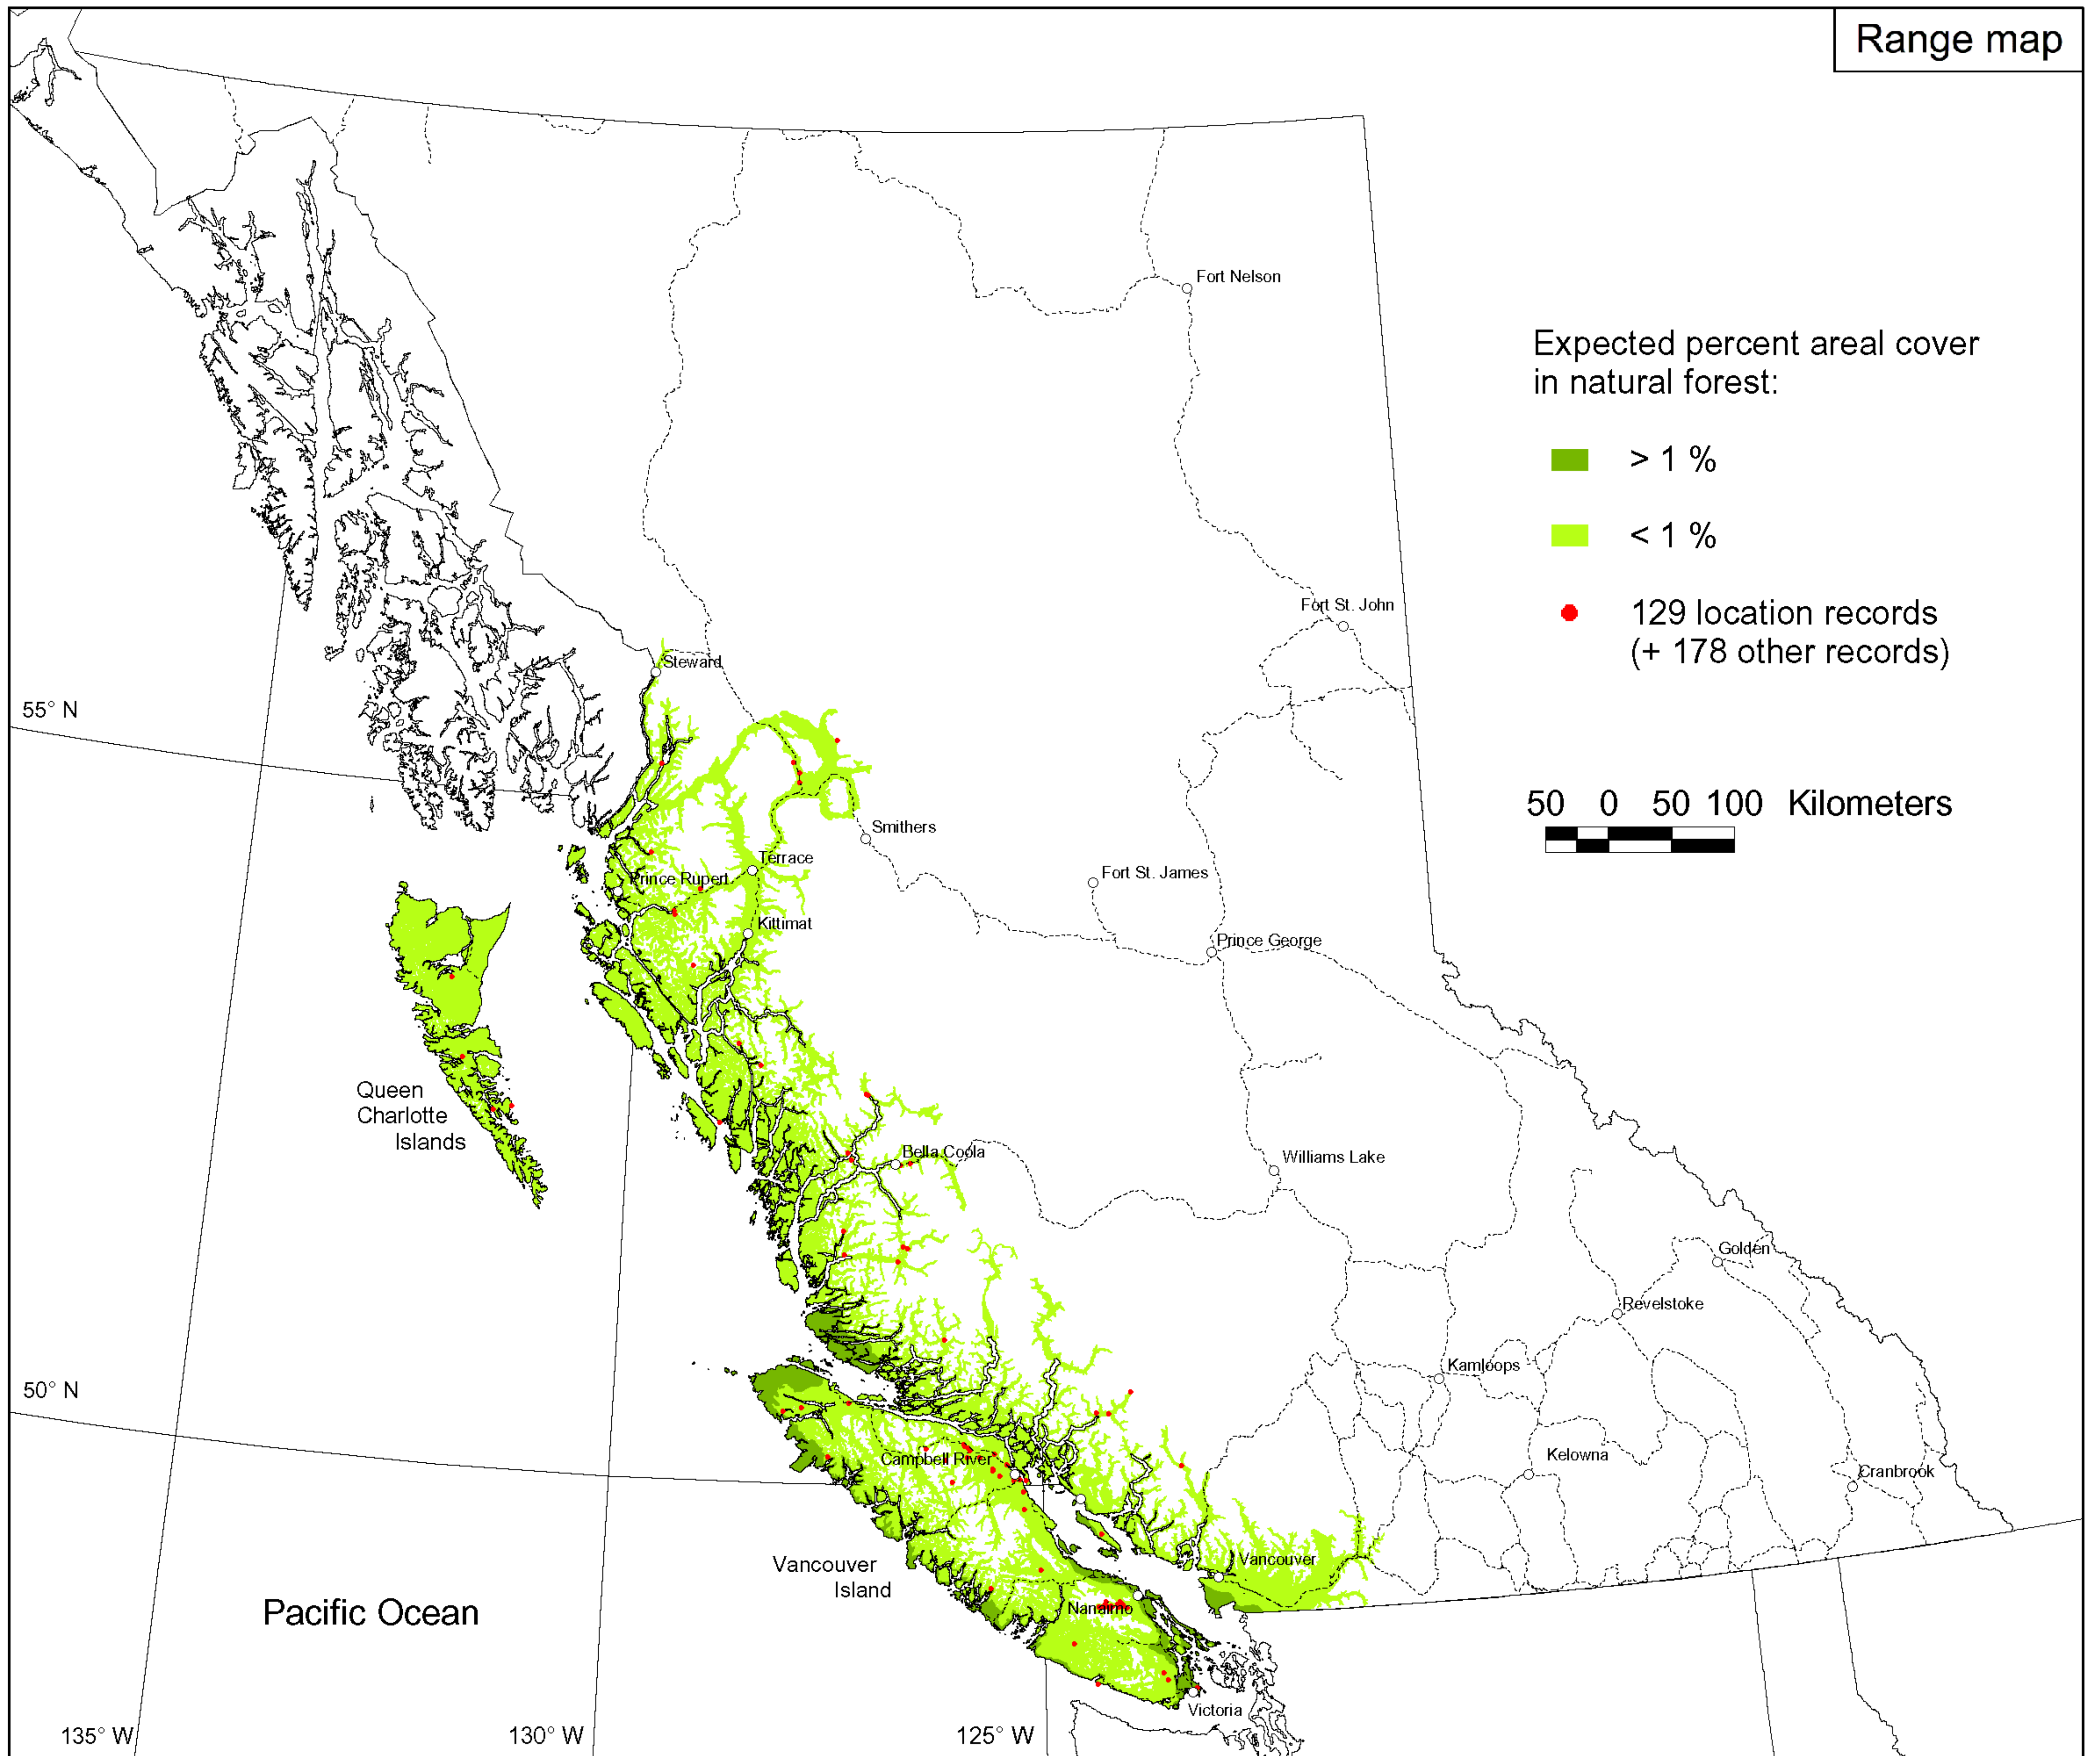 Range map
Fort Nelson
Expected percent areal cover
in natural forest:
> 1 %
< 1 %
129 location records
(+ 178 other records)
Fort St. John
Steward
55° N
50 0 50 100 Kilometers
Smithers
Terrace
Prince Rupert
Fort St. James
Kittimat
Prince George
Queen
Charlotte
Islands
Bella Coola
Williams Lake
Golden
Revelstoke
Kamloops
50° N
Campbell River
Kelowna
Cranbrook
Vancouver
Vancouver
Island
Nanaimo
Pacific Ocean
Victoria
135° W
130° W
125° W